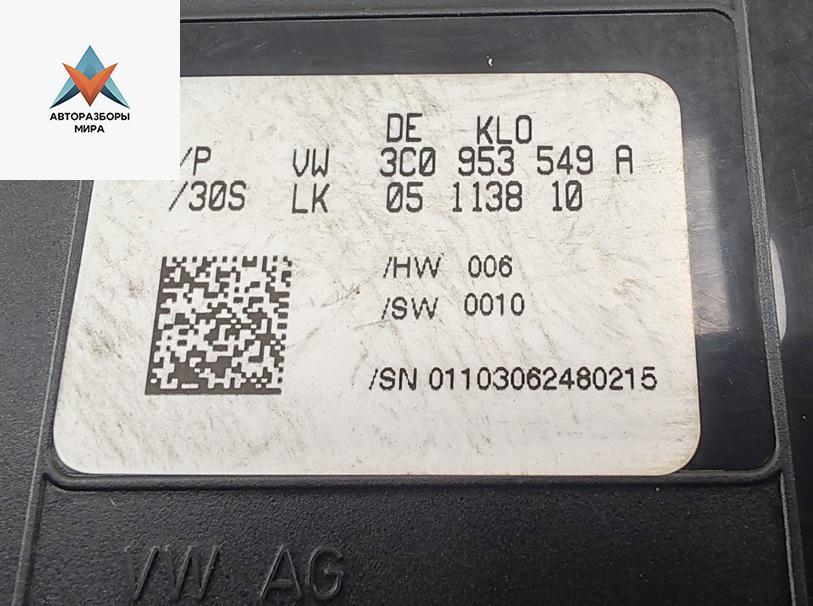 АВТОРАЗБОРЫ
МИРА
DE KLO
/P VW 3C0 953 549 A
/30S LK 05 1138 10
/HW 006
/SW 0010
/SN 01103062480215
VW AG